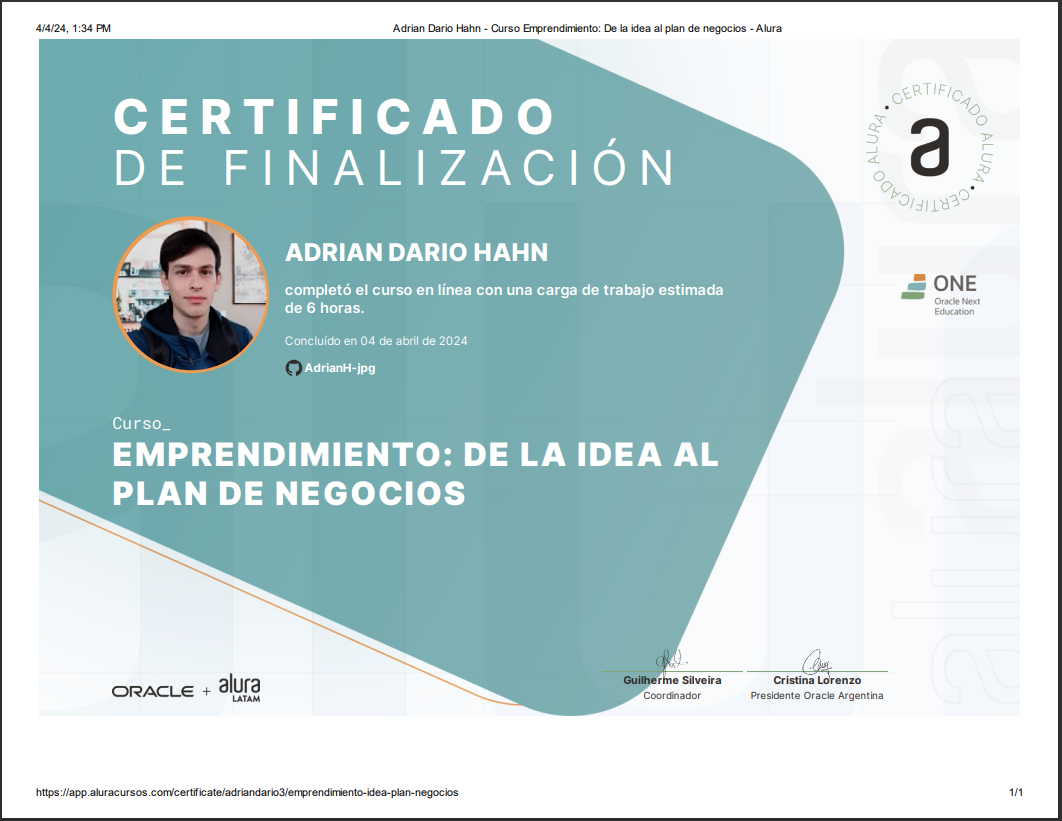 4/4/24, 1:34 PM
Adrian Dario Hahn - Curso Emprendimiento: De la idea al plan de negocios - Alura
CERTIFICADO
DE FINALIZACIÓN
• CERTIFICADO ALURA • CERTIFICADO ALURA
a
ADRIAN DARIO HAHN
completó el curso en línea con una carga de trabajo estimada
de 6 horas.
Concluído en 04 de abril de 2024
AdrianH-jpg
ONE
Oracle Next
Education
Curso_
EMPRENDIMIENTO: DE LA IDEA AL
PLAN DE NEGOCIOS
ORACLE + alura
LATAM
Guilherme Silveira
Coordinador
Cristina Lorenzo
Presidente Oracle Argentina
https://app.aluracursos.com/certificate/adriandario3/emprendimiento-idea-plan-negocios
1/1